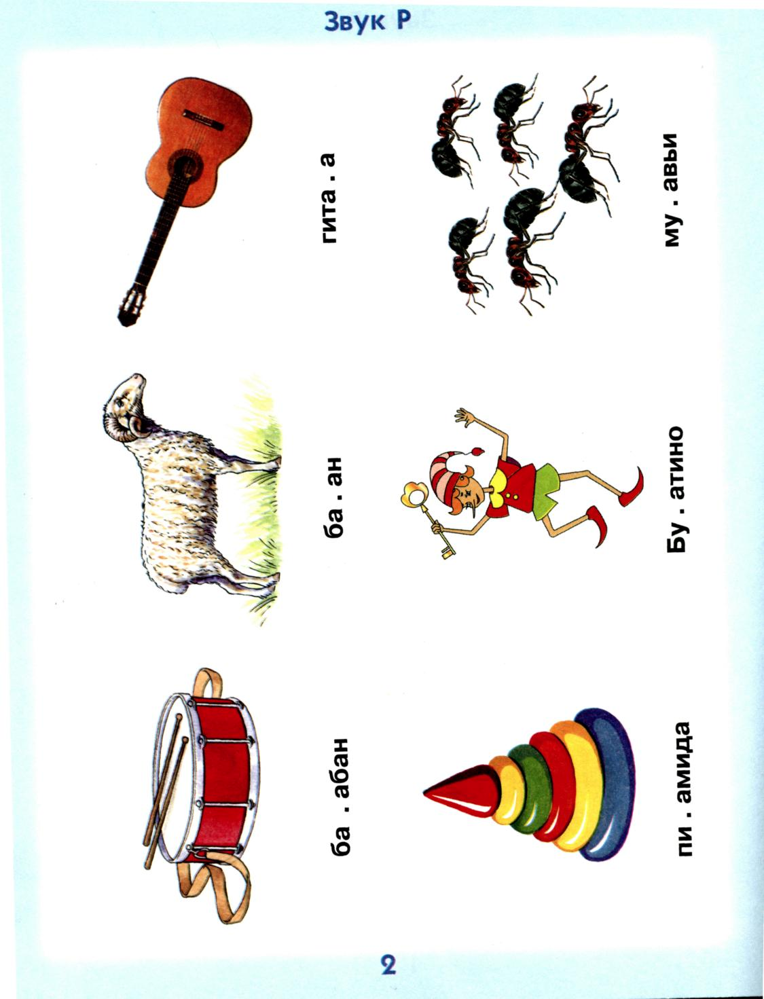 Звук Р
ба . абан
ба . ан
гита . а
пи . амида
Бу . атино
му . авьи
2